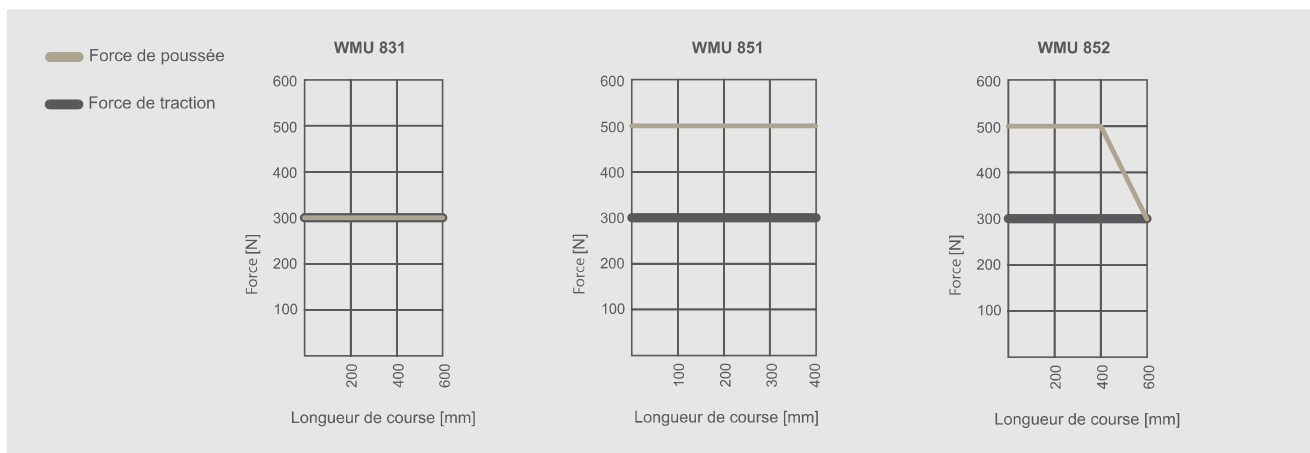 Force de poussée
Force de traction
WMU 831
600
500
400
300
200
100
Force [N]
200
400
600
Longueur de course [mm]
WMU 851
600
500
400
300
200
100
Force [N]
100
200
300
400
Longueur de course [mm]
WMU 852
600
500
400
300
200
100
Force [N]
200
400
600
Longueur de course [mm]